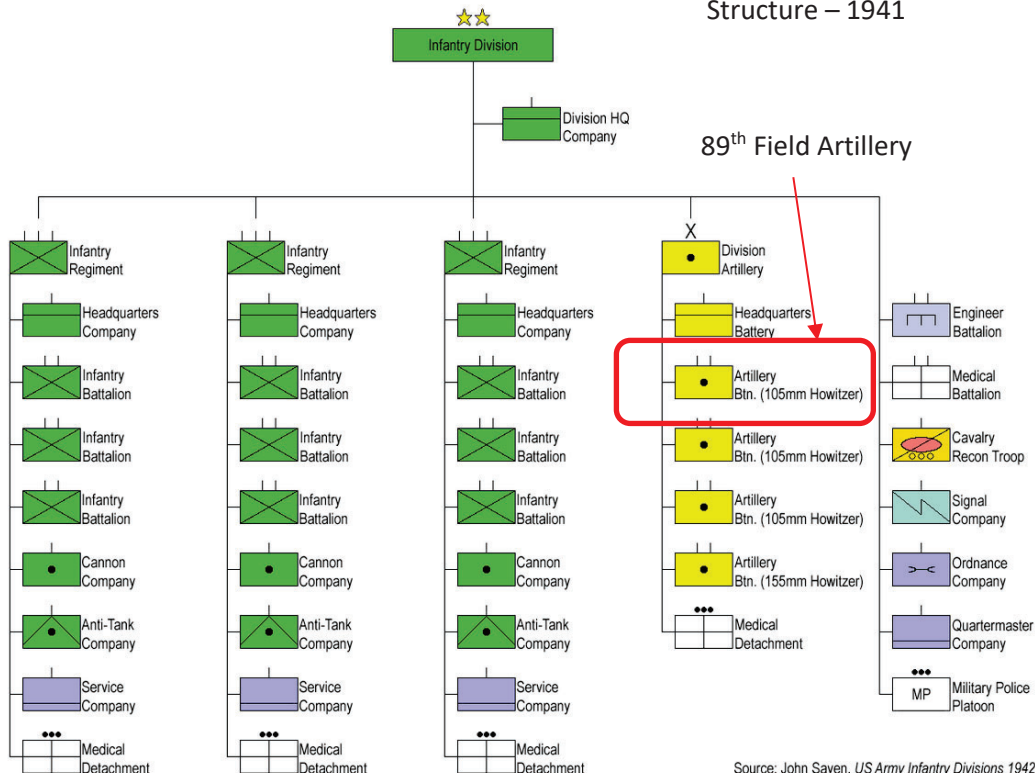 Structure – 1941
Infantry Division
Division HQ
Company
89th Field Artillery
Infantry
Regiment
Headquarters
Company
Infantry
Battalion
Infantry
Battalion
Infantry
Battalion
Cannon
Company
Anti-Tank
Company
Service
Company
Medical
Detachment
Infantry
Regiment
Headquarters
Company
Infantry
Battalion
Infantry
Battalion
Infantry
Battalion
Cannon
Company
Anti-Tank
Company
Service
Company
Medical
Detachment
Infantry
Regiment
Headquarters
Company
Infantry
Battalion
Infantry
Battalion
Infantry
Battalion
Cannon
Company
Anti-Tank
Company
Service
Company
Medical
Detachment
X
Division
Artillery
Headquarters
Battery
Artillery
Btn. (105mm Howitzer)
Artillery
Btn. (105mm Howitzer)
Artillery
Btn. (105mm Howitzer)
Artillery
Btn. (155mm Howitzer)
Medical
Detachment
Engineer
Battalion
Medical
Battalion
Cavalry
Recon Troop
Signal
Company
Ordnance
Company
Quartermaster
Company
MP
Military Police
Platoon
Source: John Sayen, US Army Infantry Divisions 1942